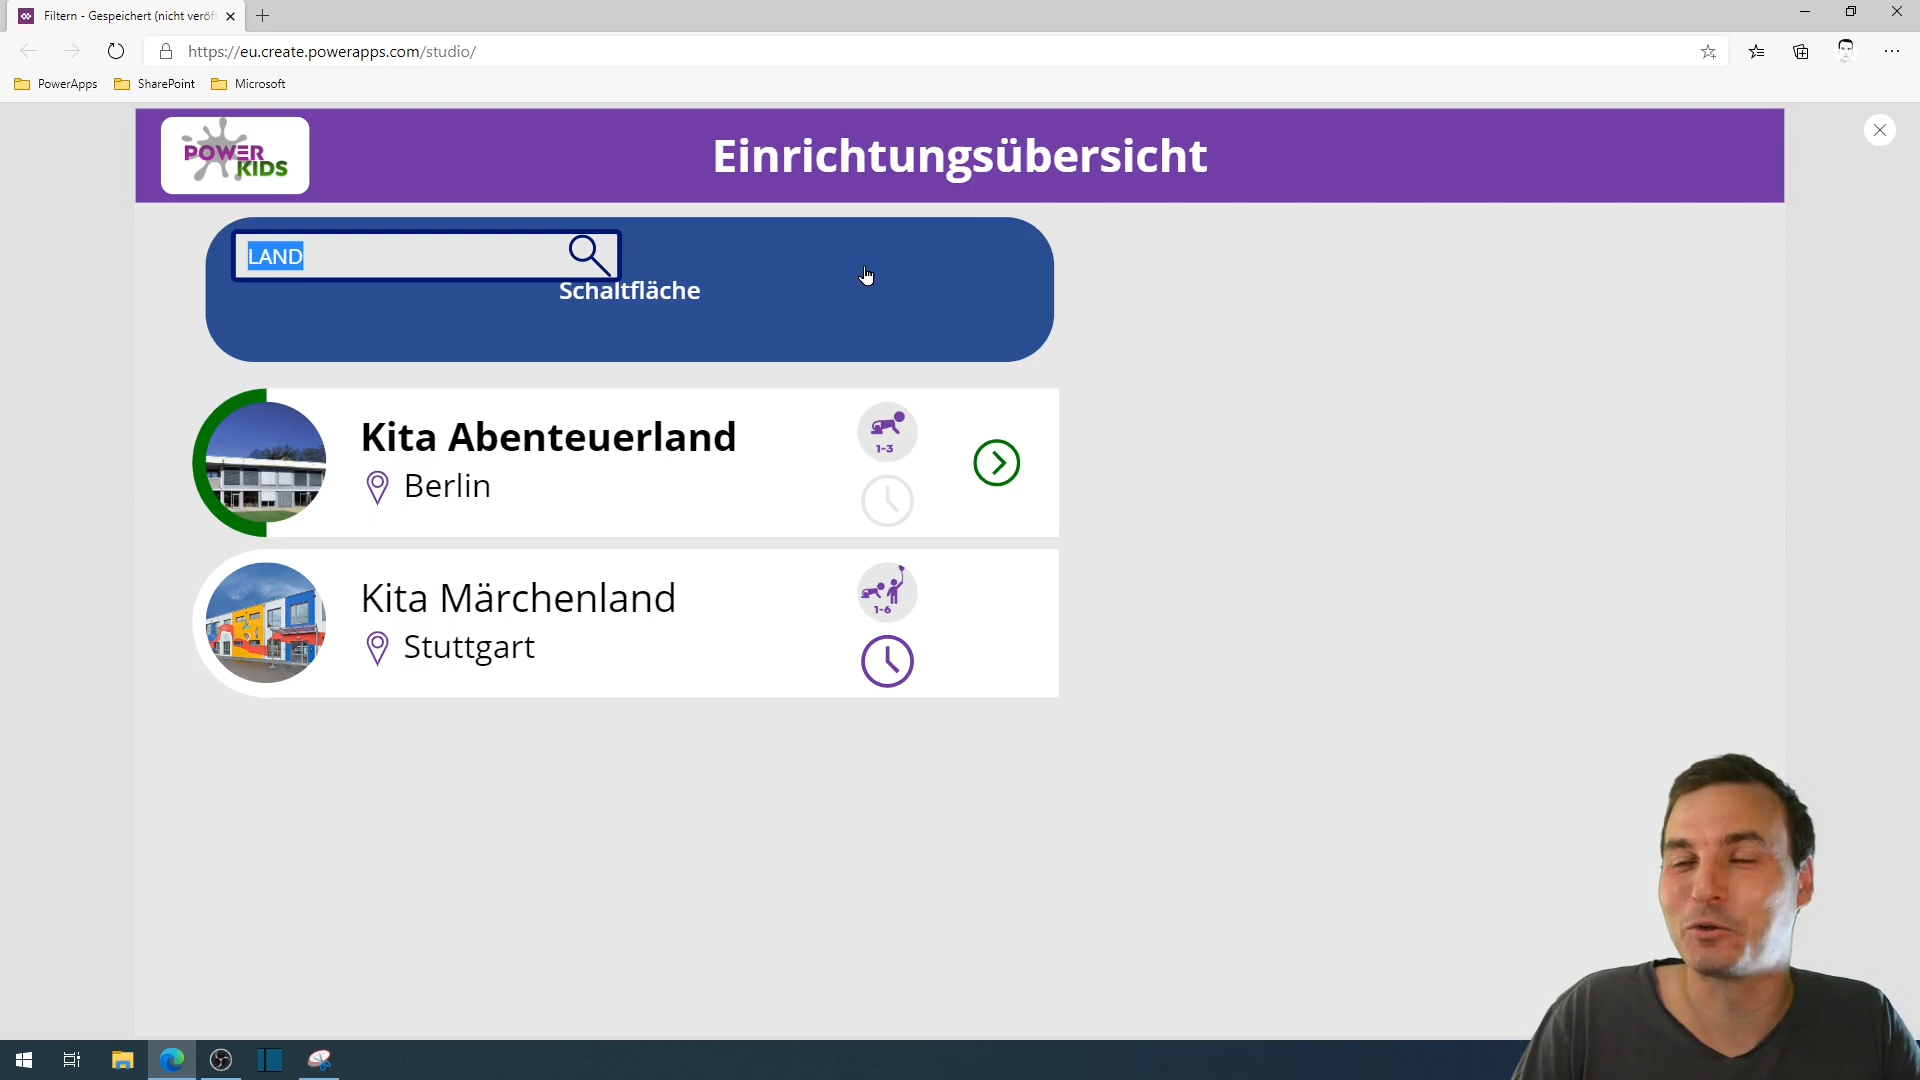 Filtern - Gespeichert (nicht veröf
https://eu.create.powerapps.com/studio/
PowerApps
SharePoint
Microsoft
POWER
KIDS
Einrichtungsübersicht
LAND
Schaltfläche
Kita Abenteuerland
Berlin
1-3
Kita Märchenland
Stuttgart
1-6